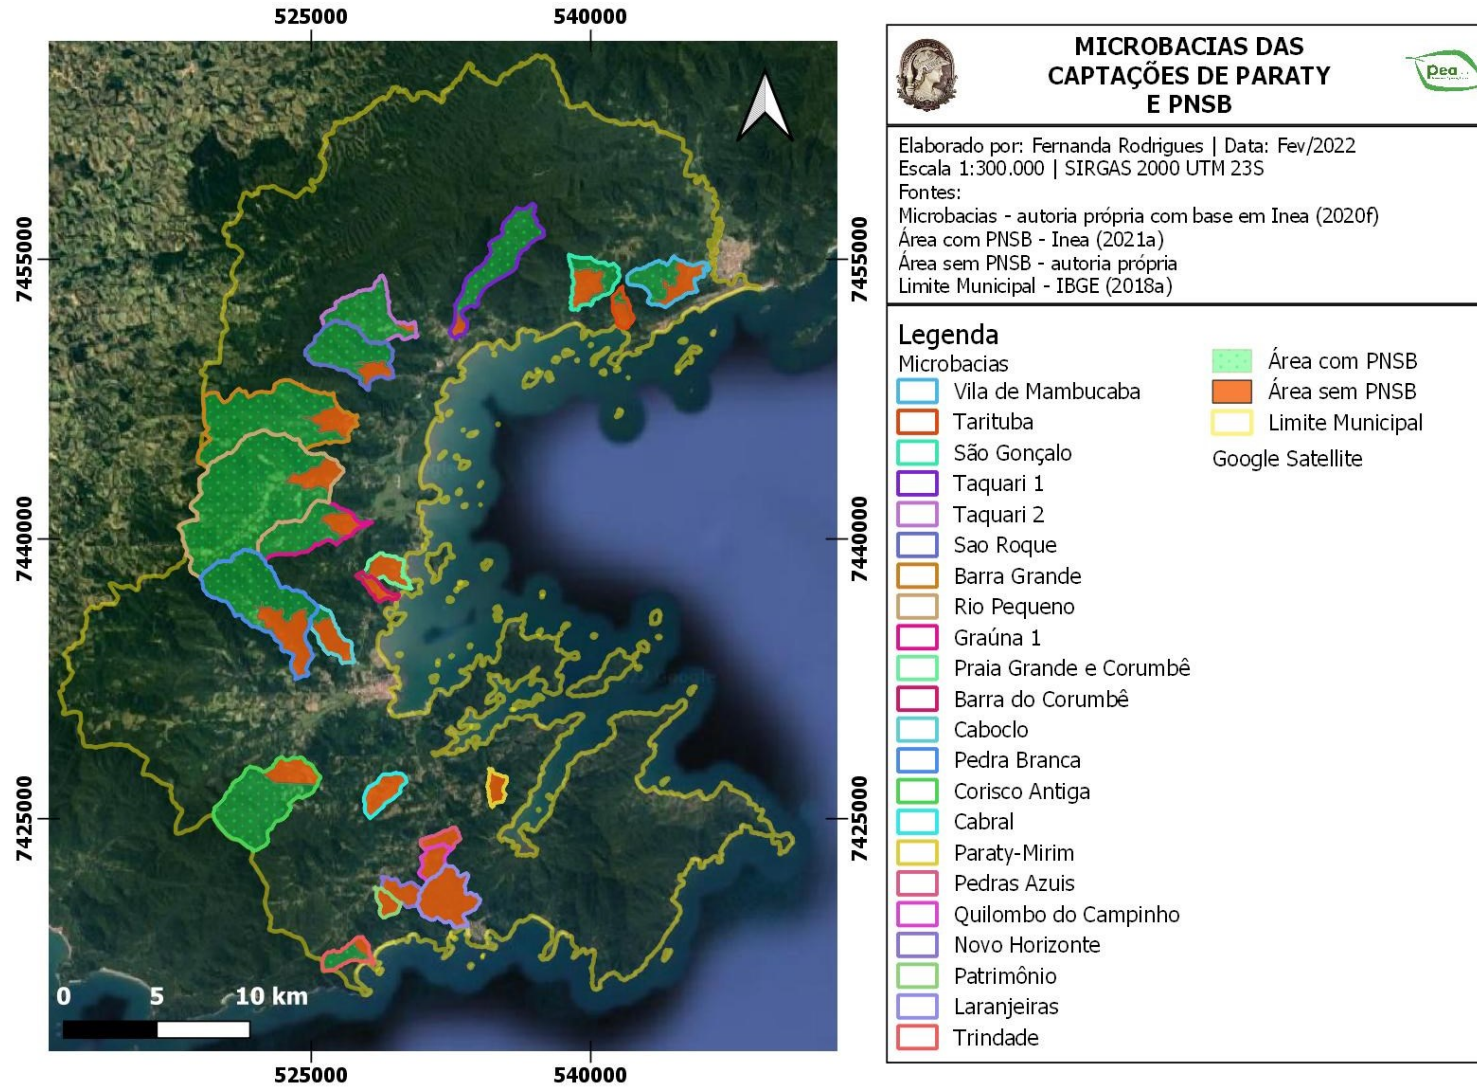 525000
540000
7455000
7455000
7440000
7440000
7425000
7425000
0 5 10 km
525000
540000
MICROBACIAS DAS
CAPTAÇÕES DE PARATY
E PNSB
pea
Elaborado por: Fernanda Rodrigues | Data: Fev/2022
Escala 1:300.000 | SIRGAS 2000 UTM 23S
Fontes:
Microbacias - autoria própria com base em Inea (2020f)
Área com PNSB - Inea (2021a)
Área sem PNSB - autoria própria
Limite Municipal - IBGE (2018a)
Legenda
Microbacias
Vila de Mambucaba
Tarituba
São Gonçalo
Taquari 1
Taquari 2
Sao Roque
Barra Grande
Rio Pequeno
Graúna 1
Praia Grande e Corumbê
Barra do Corumbê
Caboclo
Pedra Branca
Corisco Antiga
Cabral
Paraty-Mirim
Pedras Azuis
Quilombo do Campinho
Novo Horizonte
Patrimônio
Laranjeiras
Trindade
Área com PNSB
Área sem PNSB
Limite Municipal
Google Satellite